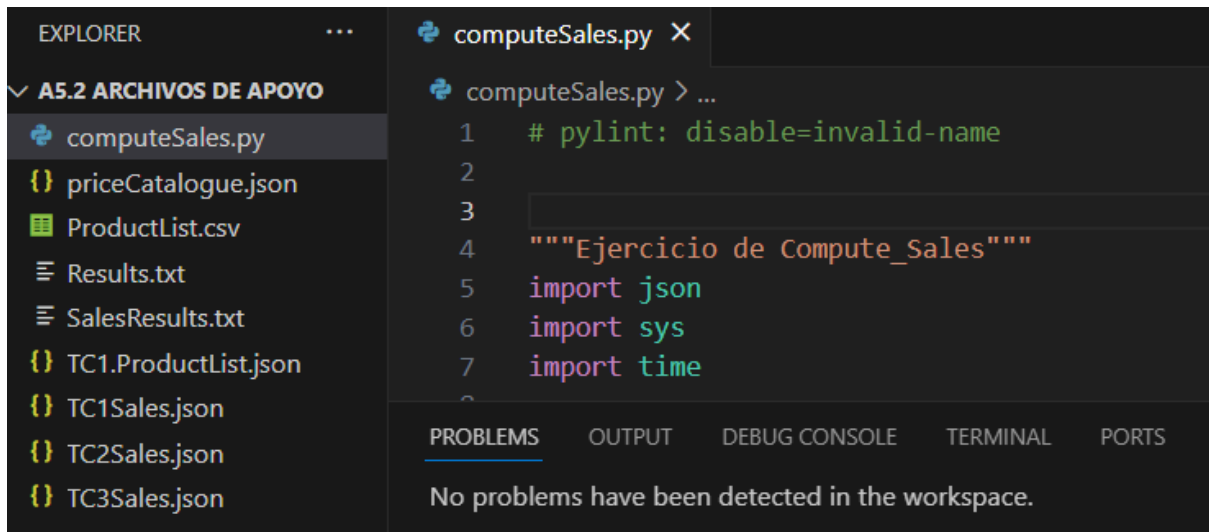 EXPLORER ...
A5.2 ARCHIVOS DE APOYO
computeSales.py
priceCatalogue.json
ProductList.csv
Results.txt
SalesResults.txt
TC1.ProductList.json
TC1Sales.json
TC2Sales.json
TC3Sales.json
computeSales.py
computeSales.py > ...
1 # pylint: disable=invalid-name
2
3
4 """Ejercicio de Compute_Sales"""
5 import json
6 import sys
7 import time
PROBLEMS OUTPUT DEBUG CONSOLE TERMINAL PORTS
No problems have been detected in the workspace.